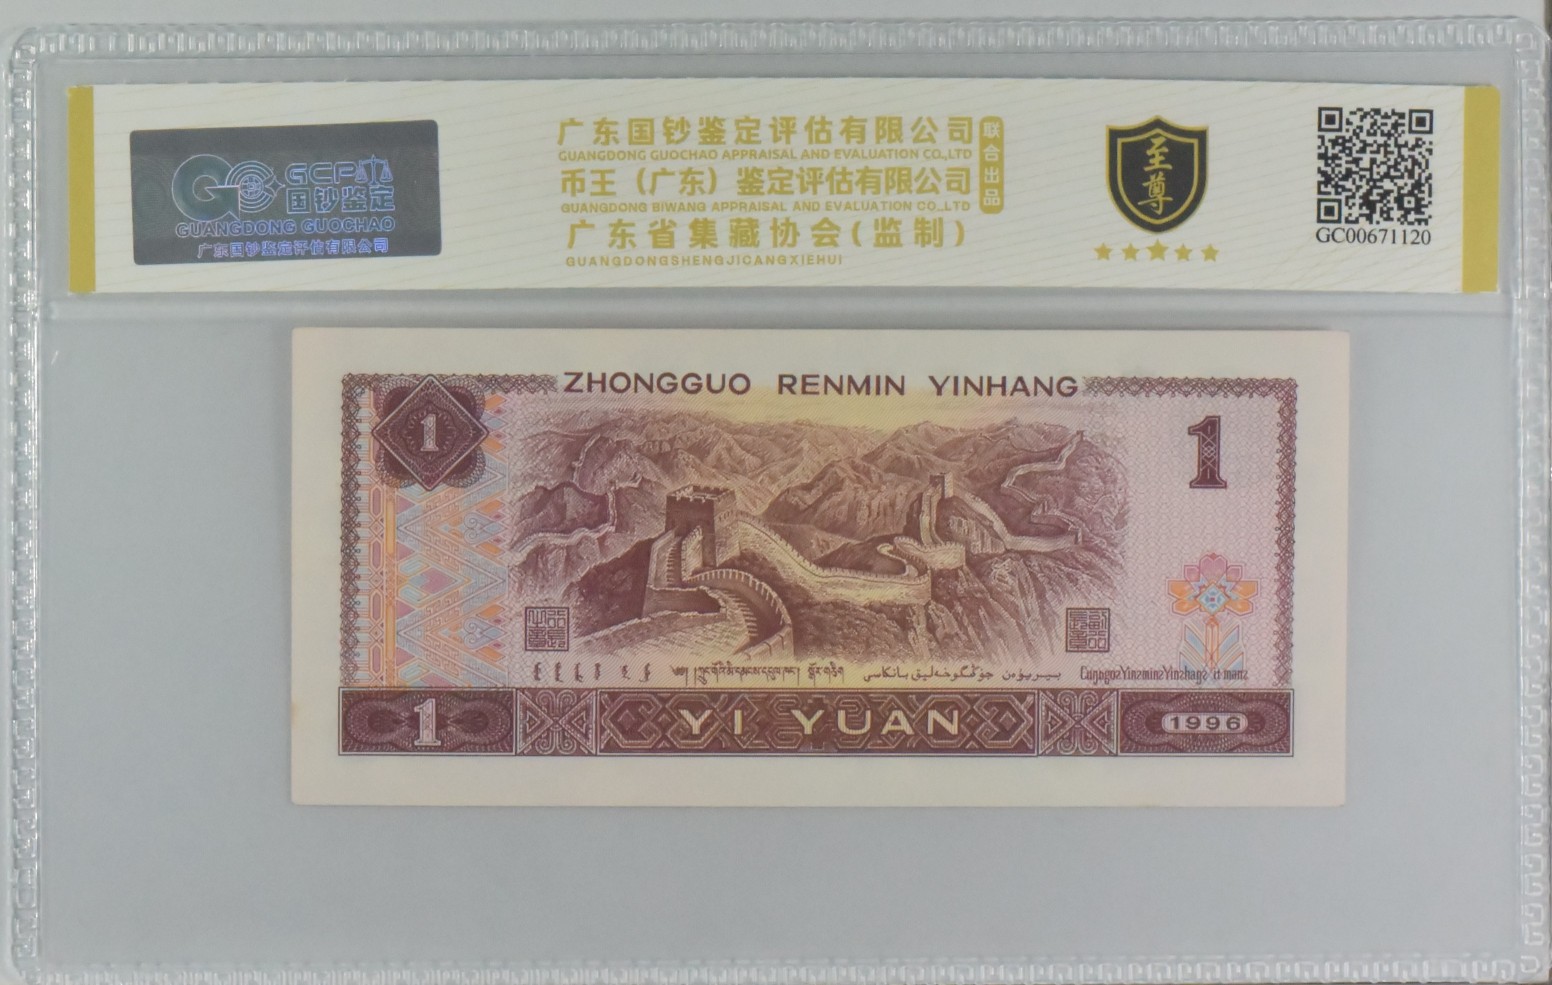 GCF
国钞鉴定
GUANGDONG GUOCHAO
广东国钞鉴定评估有限公司
广东国钞鉴定评估有限公司
GUANGDONG GUOCHAO APPRAISAL AND EVALUATION CO.,LTD
币王（广东）鉴定评估有限公司
GUANGDONG BIWANG APPRAISAL AND EVALUATION CO.,LTD
联合出品
广东省集藏协会(监制)
GUANGDONGSHENGJICANGXIEHUI
至尊
GC00671120
ZHONGGUO RENMIN YINHANG
1
1
1
YI YUAN
1996